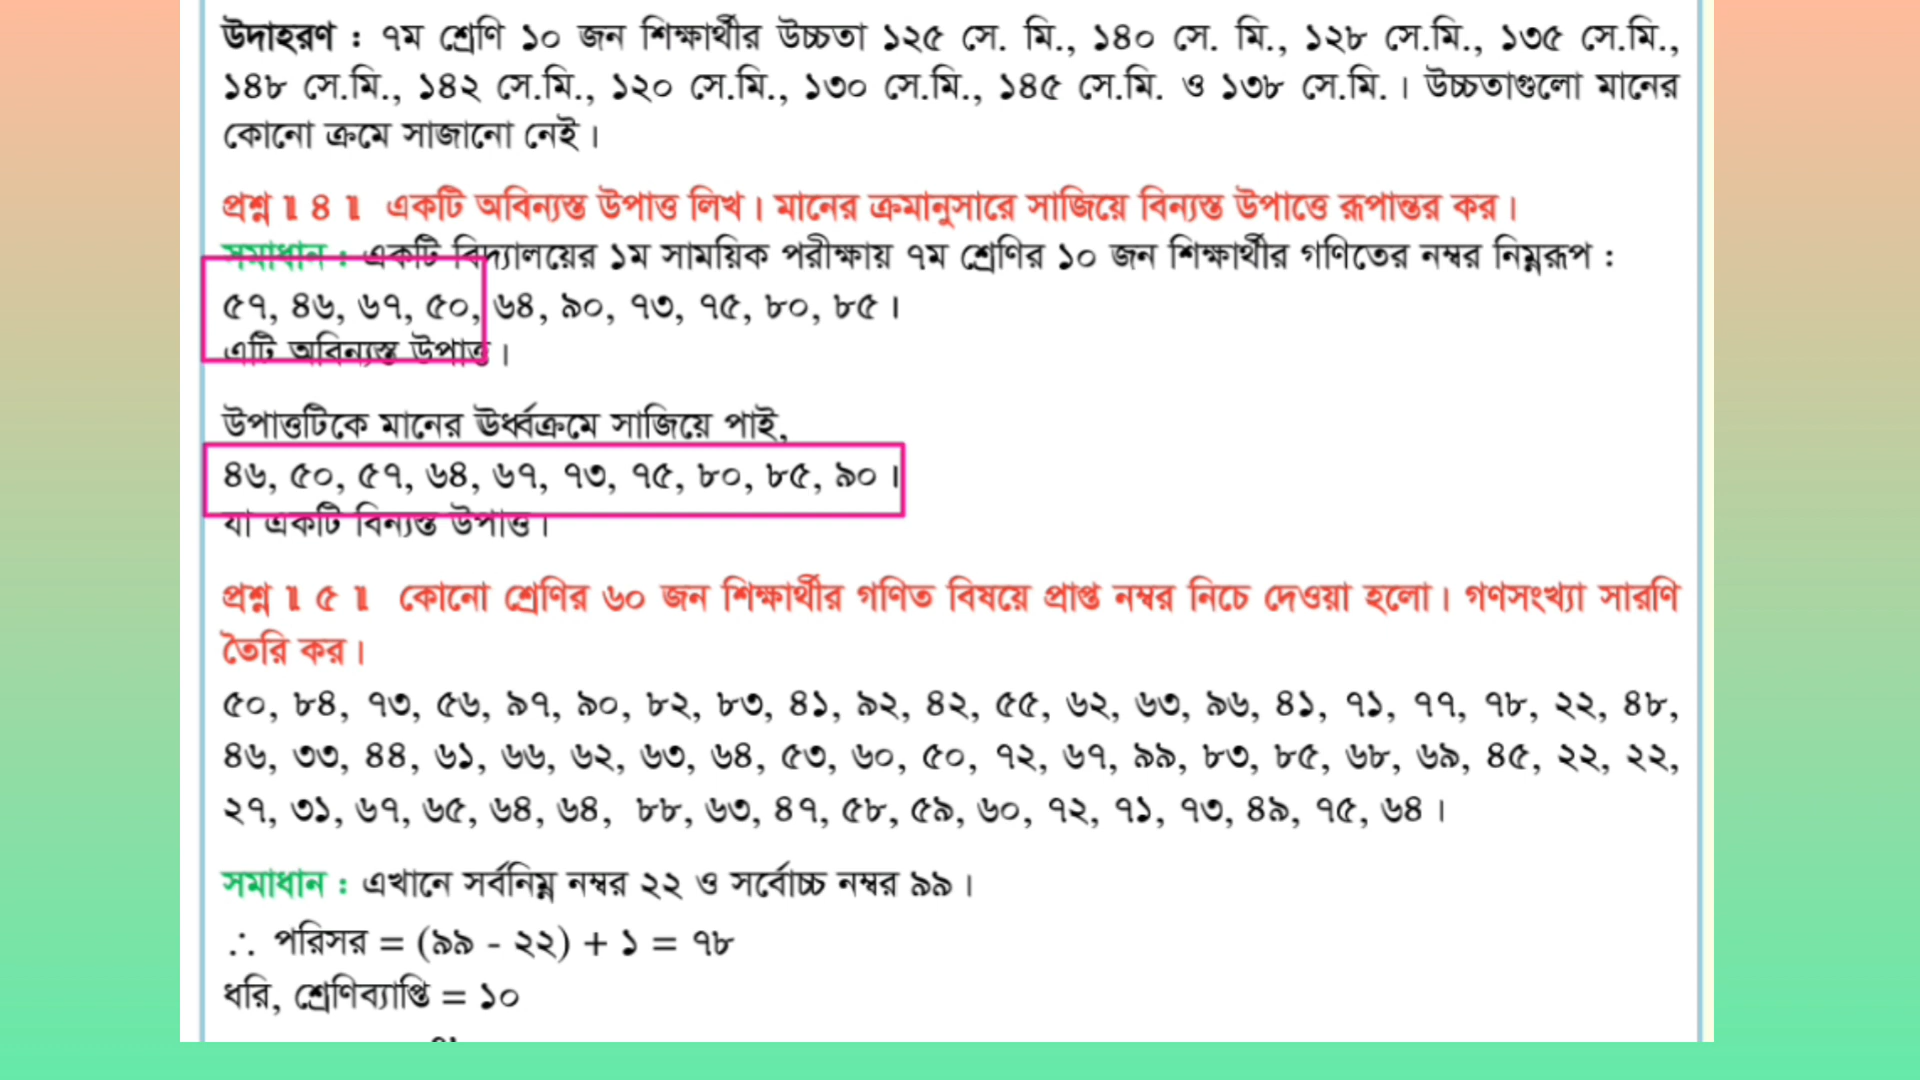 উদাহরণ : ৭ম শ্রেণি ১০ জন শিক্ষার্থীর উচ্চতা ১২৫ সে. মি., ১৪০ সে. মি., ১২৮ সে.মি., ১৩৫ সে.মি.,
১৪৮ সে.মি., ১৪২ সে.মি., ১২০ সে.মি., ১৩০ সে.মি., ১৪৫ সে.মি. ও ১৩৮ সে.মি.। উচ্চতাগুলো মানের
কোনো ক্রমে সাজানো নেই।
প্রশ্ন ॥ ৪ ॥ একটি অবিন্যস্ত উপাত্ত লিখ। মানের ক্রমানুসারে সাজিয়ে বিন্যস্ত উপাত্তে রূপান্তর কর।
সমাধান : একটি বিদ্যালয়ের ১ম সাময়িক পরীক্ষায় ৭ম শ্রেণির ১০ জন শিক্ষার্থীর গণিতের নম্বর নিম্নরূপ :
৫৭, ৪৬, ৬৭, ৫০, ৬৪, ৯০, ৭৩, ৭৫, ৮০, ৮৫।
এটি অবিন্যস্ত উপাত্ত।
উপাত্তটিকে মানের ঊর্ধ্বক্রমে সাজিয়ে পাই,
৪৬, ৫০, ৫৭, ৬৪, ৬৭, ৭৩, ৭৫, ৮০, ৮৫, ৯০।
যা একটি বিন্যস্ত উপাত্ত।
প্রশ্ন ॥ ৫ ॥ কোনো শ্রেণির ৬০ জন শিক্ষার্থীর গণিত বিষয়ে প্রাপ্ত নম্বর নিচে দেওয়া হলো। গণসংখ্যা সারণি
তৈরি কর।
৫০, ৮৪, ৭৩, ৫৬, ৯৭, ৯০, ৮২, ৮৩, ৪১, ৯২, ৪২, ৫৫, ৬২, ৬৩, ৯৬, ৪১, ৭১, ৭৭, ৭৮, ২২, ৪৮,
৪৬, ৩৩, ৪৪, ৬১, ৬৬, ৬২, ৬৩, ৬৪, ৫৩, ৬০, ৫০, ৭২, ৬৭, ৯৯, ৮৩, ৮৫, ৬৮, ৬৯, ৪৫, ২২, ২২,
২৭, ৩১, ৬৭, ৬৫, ৬৪, ৬৪, ৮৮, ৬৩, ৪৭, ৫৮, ৫৯, ৬০, ৭২, ৭১, ৭৩, ৪৯, ৭৫, ৬৪।
সমাধান : এখানে সর্বনিম্ন নম্বর ২২ ও সর্বোচ্চ নম্বর ৯৯।
∴ পরিসর = (৯৯ - ২২) + ১ = ৭৮
ধরি, শ্রেণিব্যাপ্তি = ১০